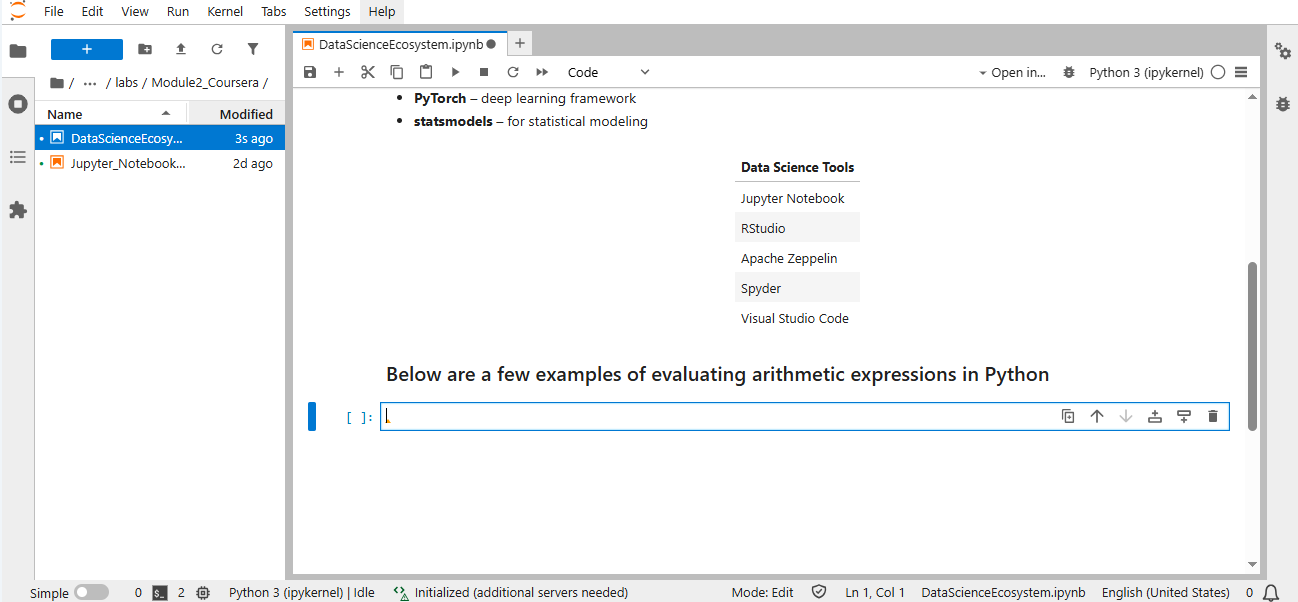 File Edit View Run Kernel Tabs Settings Help
+
/ ... / labs / Module2_Coursera /
Name Modified
DataScienceEcosy... 3s ago
Jupyter_Notebook... 2d ago
DataScienceEcosystem.ipynb
Code
Open in... Python 3 (ipykernel)
• PyTorch – deep learning framework
• statsmodels – for statistical modeling
Data Science Tools
Jupyter Notebook
RStudio
Apache Zeppelin
Spyder
Visual Studio Code
Below are a few examples of evaluating arithmetic expressions in Python
[ ]:
Simple 0 2 Python 3 (ipykernel) | Idle Initialized (additional servers needed) Mode: Edit Ln 1, Col 1 DataScienceEcosystem.ipynb English (United States) 0